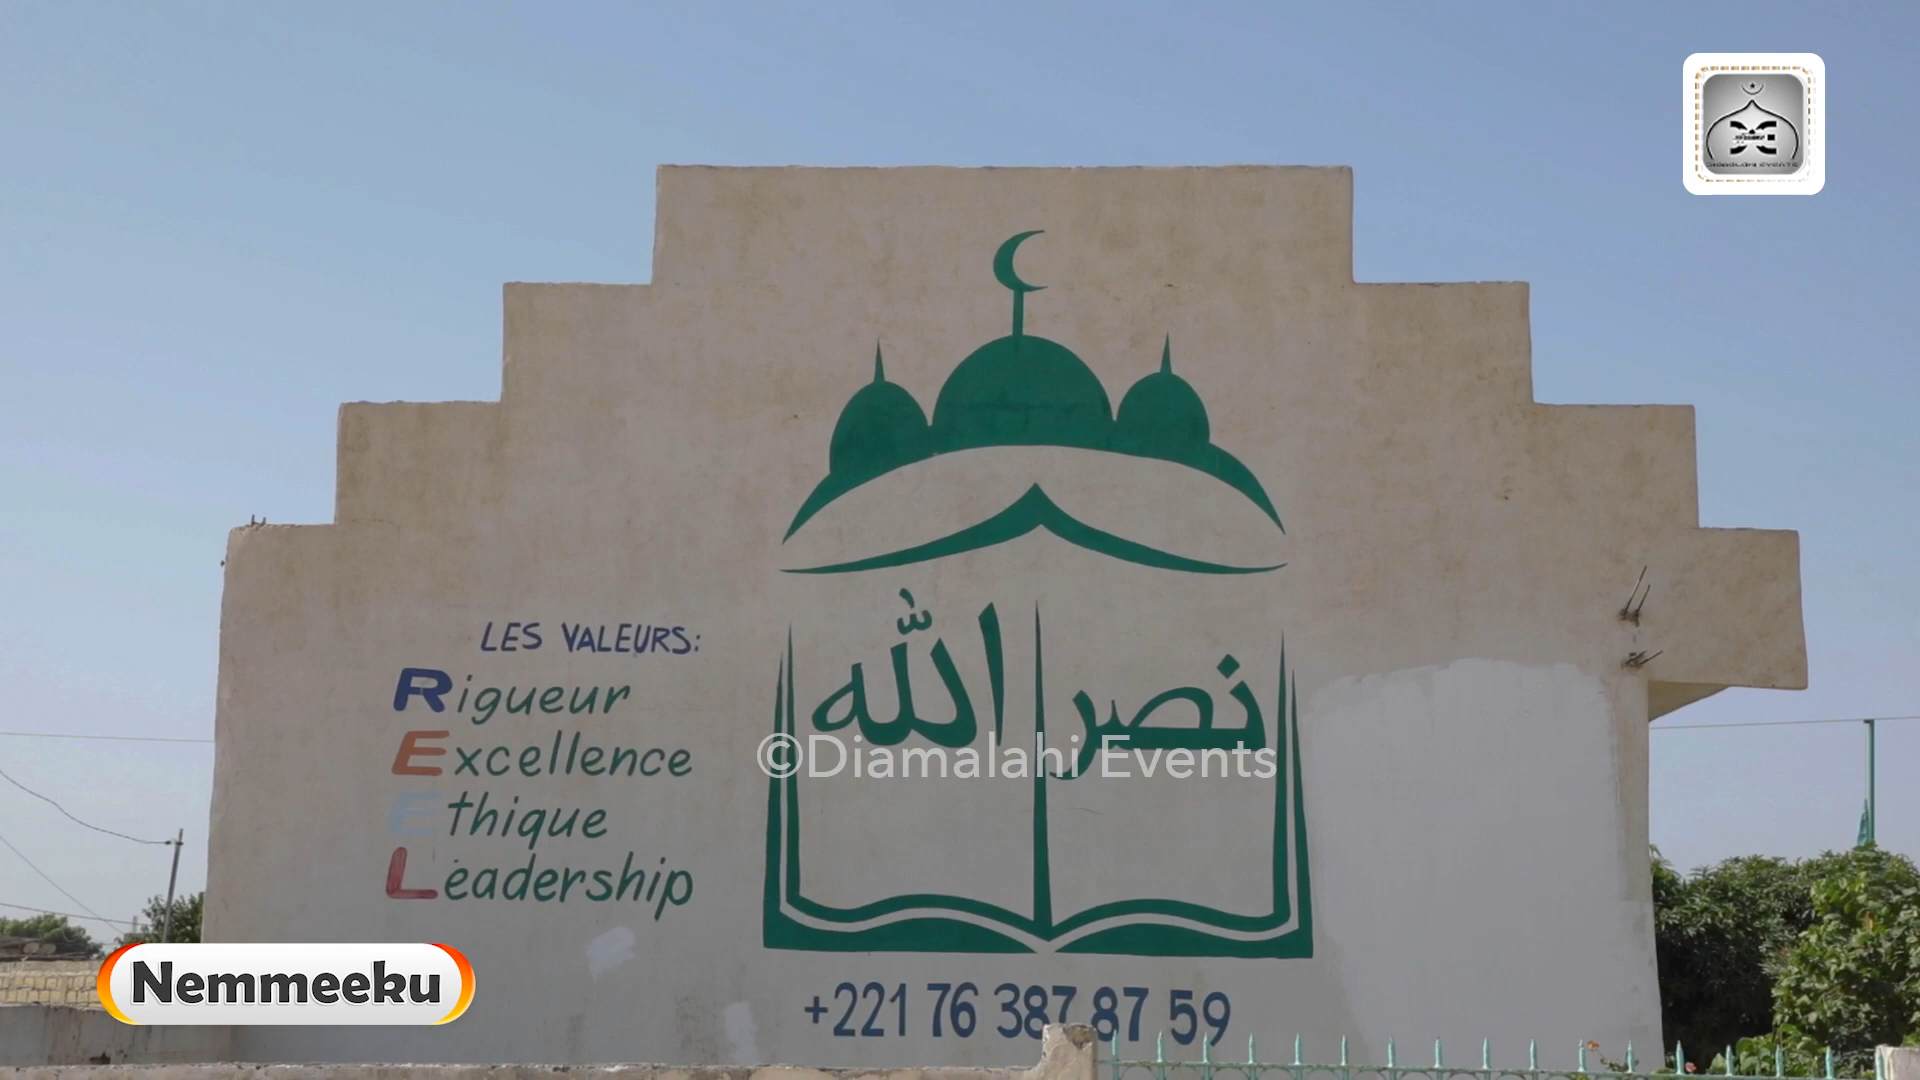 LES VALEURS:
Rigueur
Excellence
Ethique
Leadership
نصر الله
©Diamalahi Events
+221 76 387 87 59
Nemmeeku